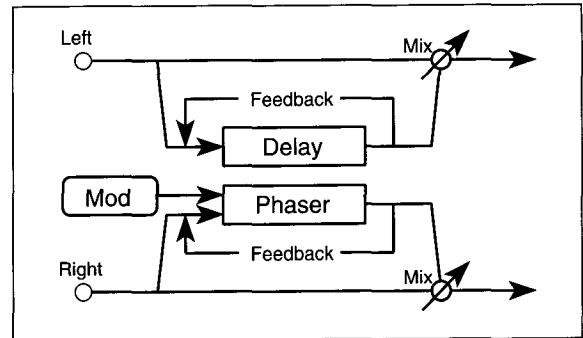 Left
Mix
Feedback
Delay
Mod
Phaser
Feedback
Right
Mix